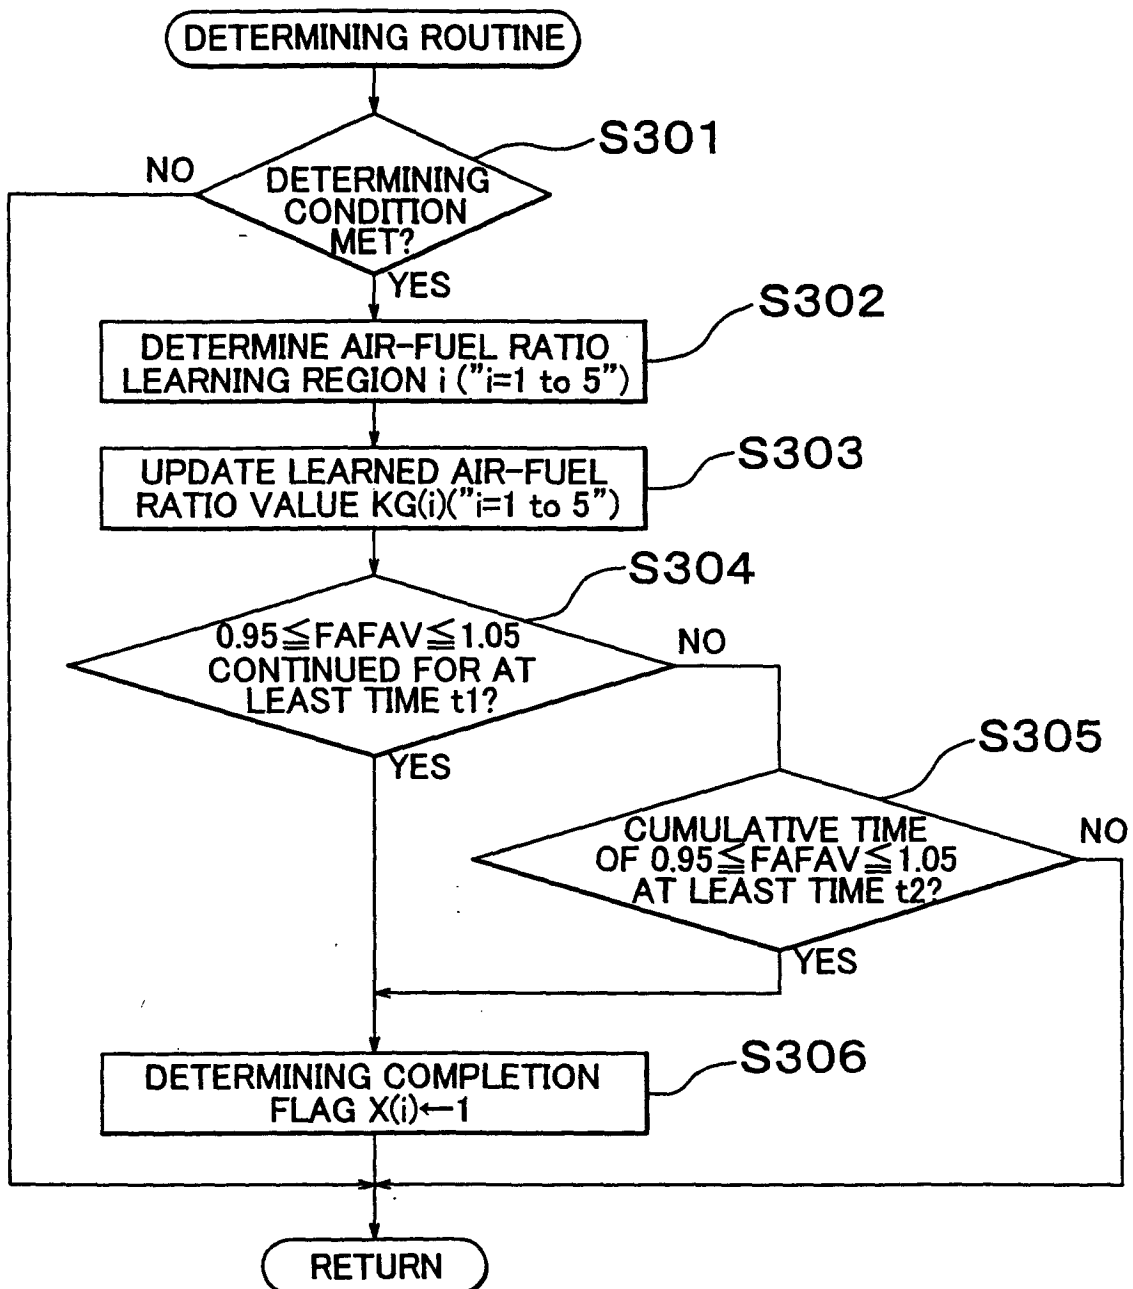 DETERMINING ROUTINE
S301
NO
DETERMINING
CONDITION
MET?
YES
S302
DETERMINE AIR-FUEL RATIO
LEARNING REGION i ("i=1 to 5")
S303
UPDATE LEARNED AIR-FUEL
RATIO VALUE KG(i)("i=1 to 5")
S304
0.95≦FAFAV≦1.05
CONTINUED FOR AT
LEAST TIME t1?
NO
YES
S305
CUMULATIVE TIME
OF 0.95≦FAFAV≦1.05
AT LEAST TIME t2?
NO
YES
S306
DETERMINING COMPLETION
FLAG X(i)←1
RETURN